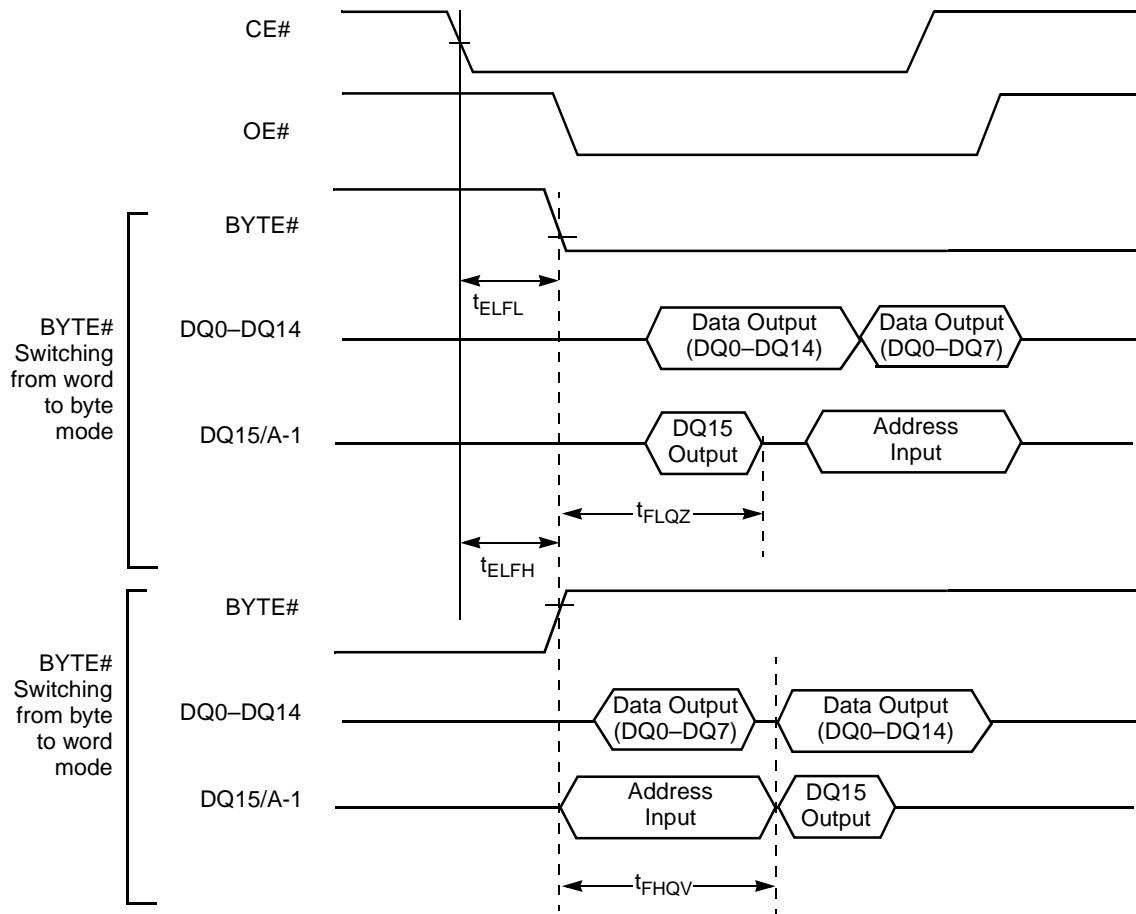 CE#
OE#
BYTE#
tELFL
BYTE#
Switching
from word
to byte
mode
DQ0–DQ14
Data Output
(DQ0–DQ14)
Data Output
(DQ0–DQ7)
DQ15/A-1
DQ15
Output
Address
Input
tFLQZ
tELFH
BYTE#
BYTE#
Switching
from byte
to word
mode
DQ0–DQ14
Data Output
(DQ0–DQ7)
Data Output
(DQ0–DQ14)
DQ15/A-1
Address
Input
DQ15
Output
tFHQV